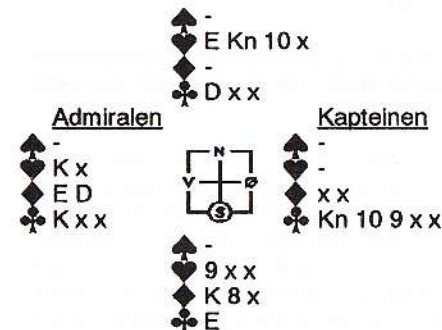 ♠ -
♥ E Kn 10 x
♦ -
♣ D x x
Admiralen
♠ -
♥ K x
♦ E D
♣ K x x
N
V Ø
S
Kapteinen
♠ -
♥ -
♦ x x
♣ Kn 10 9 x x
♠ -
♥ 9 x x
♦ K 8 x
♣ E